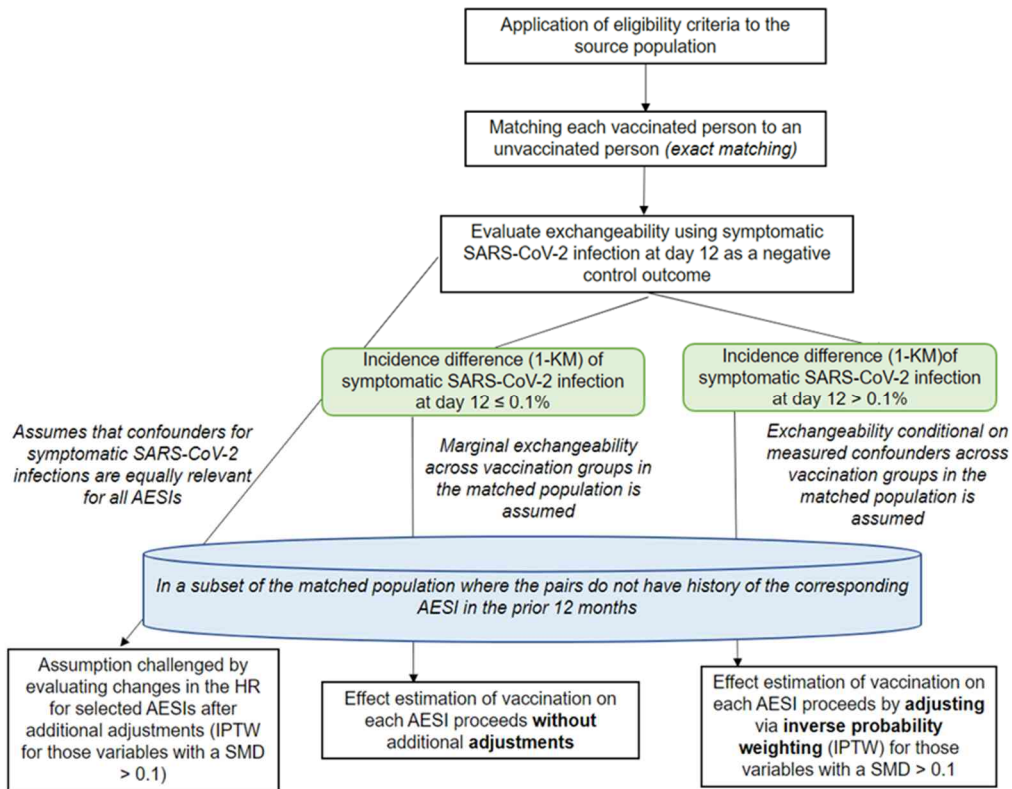 Application of eligibility criteria to the
source population
Matching each vaccinated person to an
unvaccinated person (exact matching)
Evaluate exchangeability using symptomatic
SARS-CoV-2 infection at day 12 as a negative
control outcome
Incidence difference (1-KM) of
symptomatic SARS-CoV-2 infection
at day 12 ≤ 0.1%
Incidence difference (1-KM)of
symptomatic SARS-CoV-2 infection
at day 12 > 0.1%
Assumes that confounders for
symptomatic SARS-CoV-2
infections are equally relevant
for all AESIs
Marginal exchangeability
across vaccination groups in
the matched population is
assumed
Exchangeability conditional on
measured confounders across
vaccination groups in the
matched population is
assumed
In a subset of the matched population where the pairs do not have history of the corresponding
AESI in the prior 12 months
Assumption challenged by
evaluating changes in the HR
for selected AESIs after
additional adjustments (IPTW
for those variables with a SMD
> 0.1)
Effect estimation of vaccination on
each AESI proceeds without
additional adjustments
Effect estimation of vaccination on
each AESI proceeds by adjusting
via inverse probability
weighting (IPTW) for those
variables with a SMD > 0.1